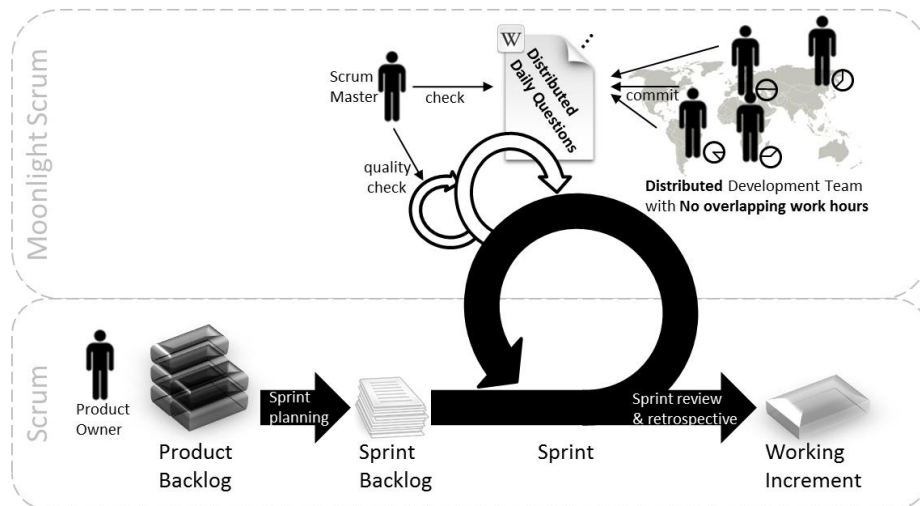 Moonlight Scrum
Scrum
Master
check
quality
check
W
Distributed
Daily Questions
commit
Distributed Development Team
with No overlapping work hours
Scrum
Product
Owner
Product
Backlog
Sprint
planning
Sprint
Backlog
Sprint
Sprint review
& retrospective
Working
Increment